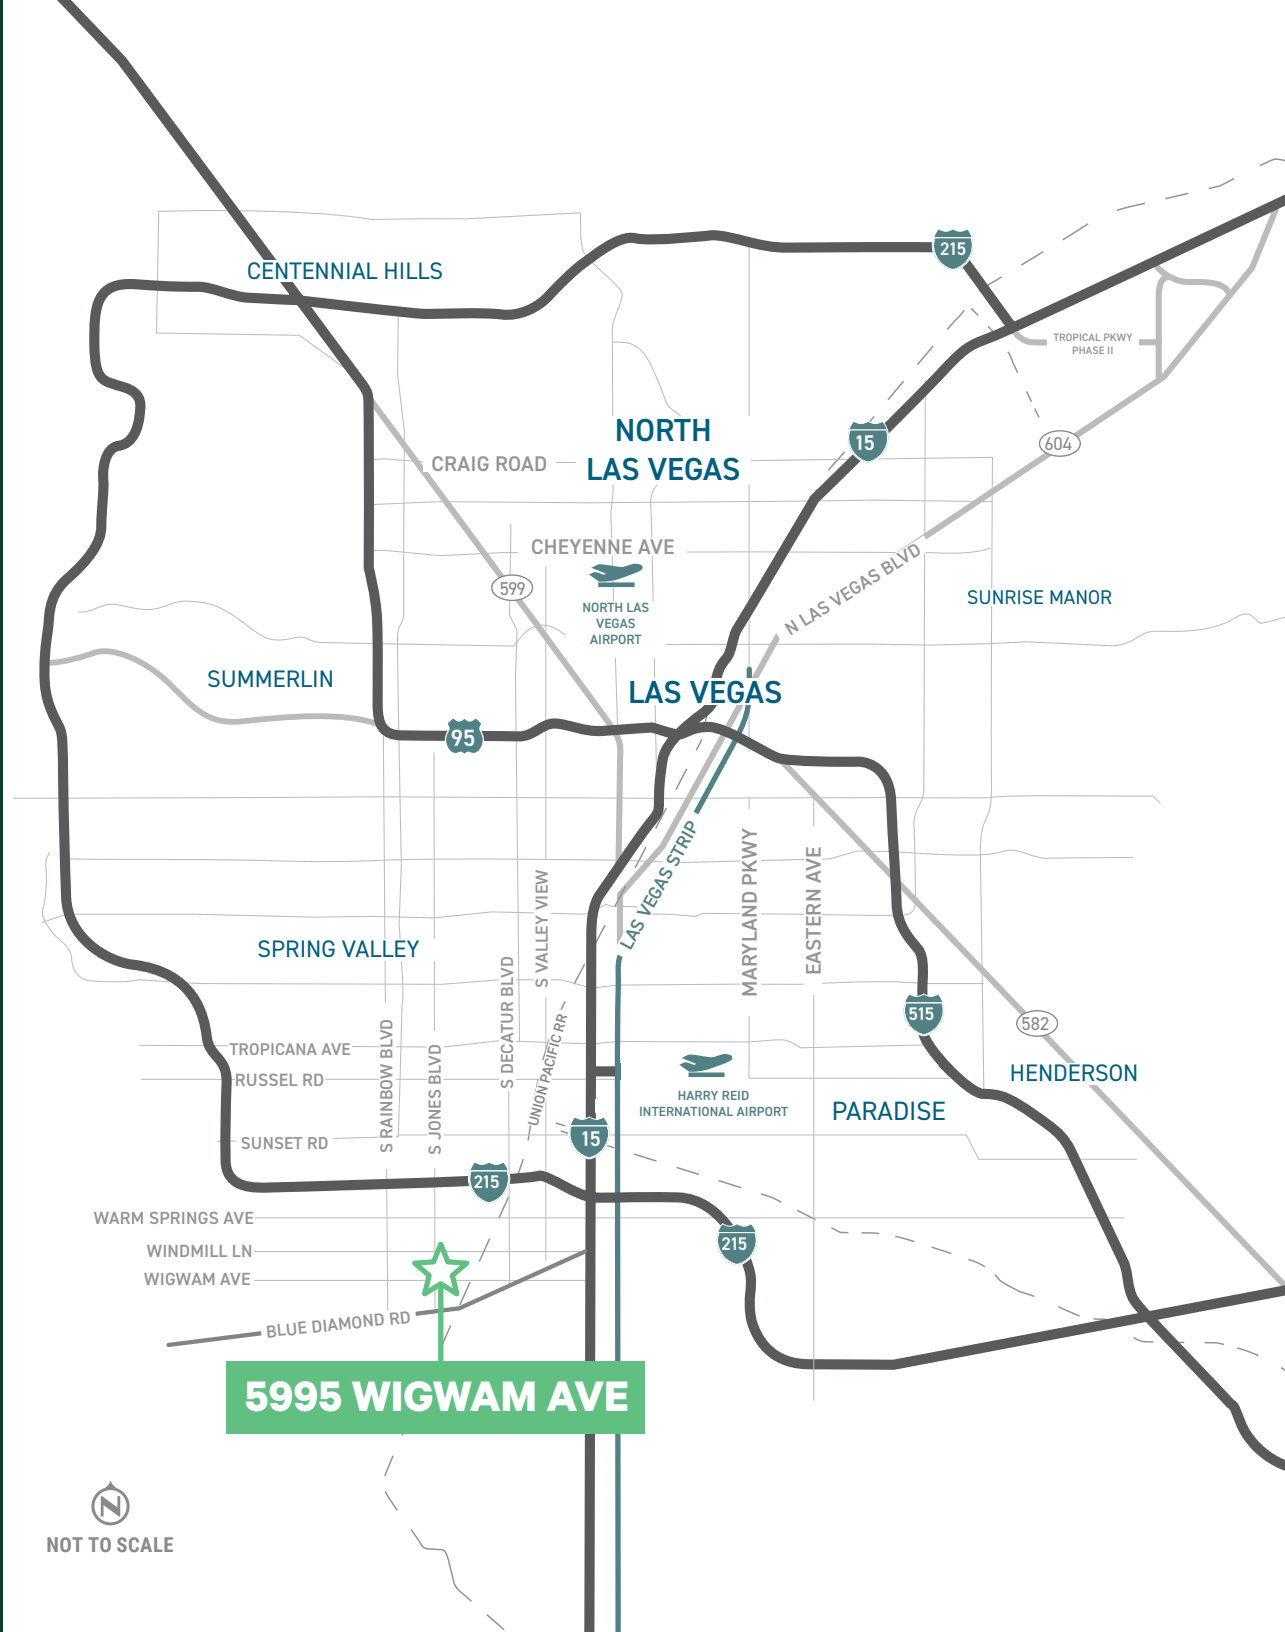 215
CENTENNIAL HILLS
TROPICAL PKWY
PHASE II
NORTH
LAS VEGAS
15
604
CRAIG ROAD
CHEYENNE AVE
599
NORTH LAS
VEGAS
AIRPORT
N LAS VEGAS BLVD
SUNRISE MANOR
SUMMERLIN
LAS VEGAS
95
LAS VEGAS STRIP
MARYLAND PKWY
EASTERN AVE
S VALLEY VIEW
SPRING VALLEY
S DECATUR BLVD
UNION PACIFIC RR
515
582
S RAINBOW BLVD
S JONES BLVD
TROPICANA AVE
RUSSEL RD
SUNSET RD
HARRY REID
INTERNATIONAL AIRPORT
HENDERSON
PARADISE
15
215
WARM SPRINGS AVE
215
WINDMILL LN
WIGWAM AVE
BLUE DIAMOND RD
5995 WIGWAM AVE
N
NOT TO SCALE